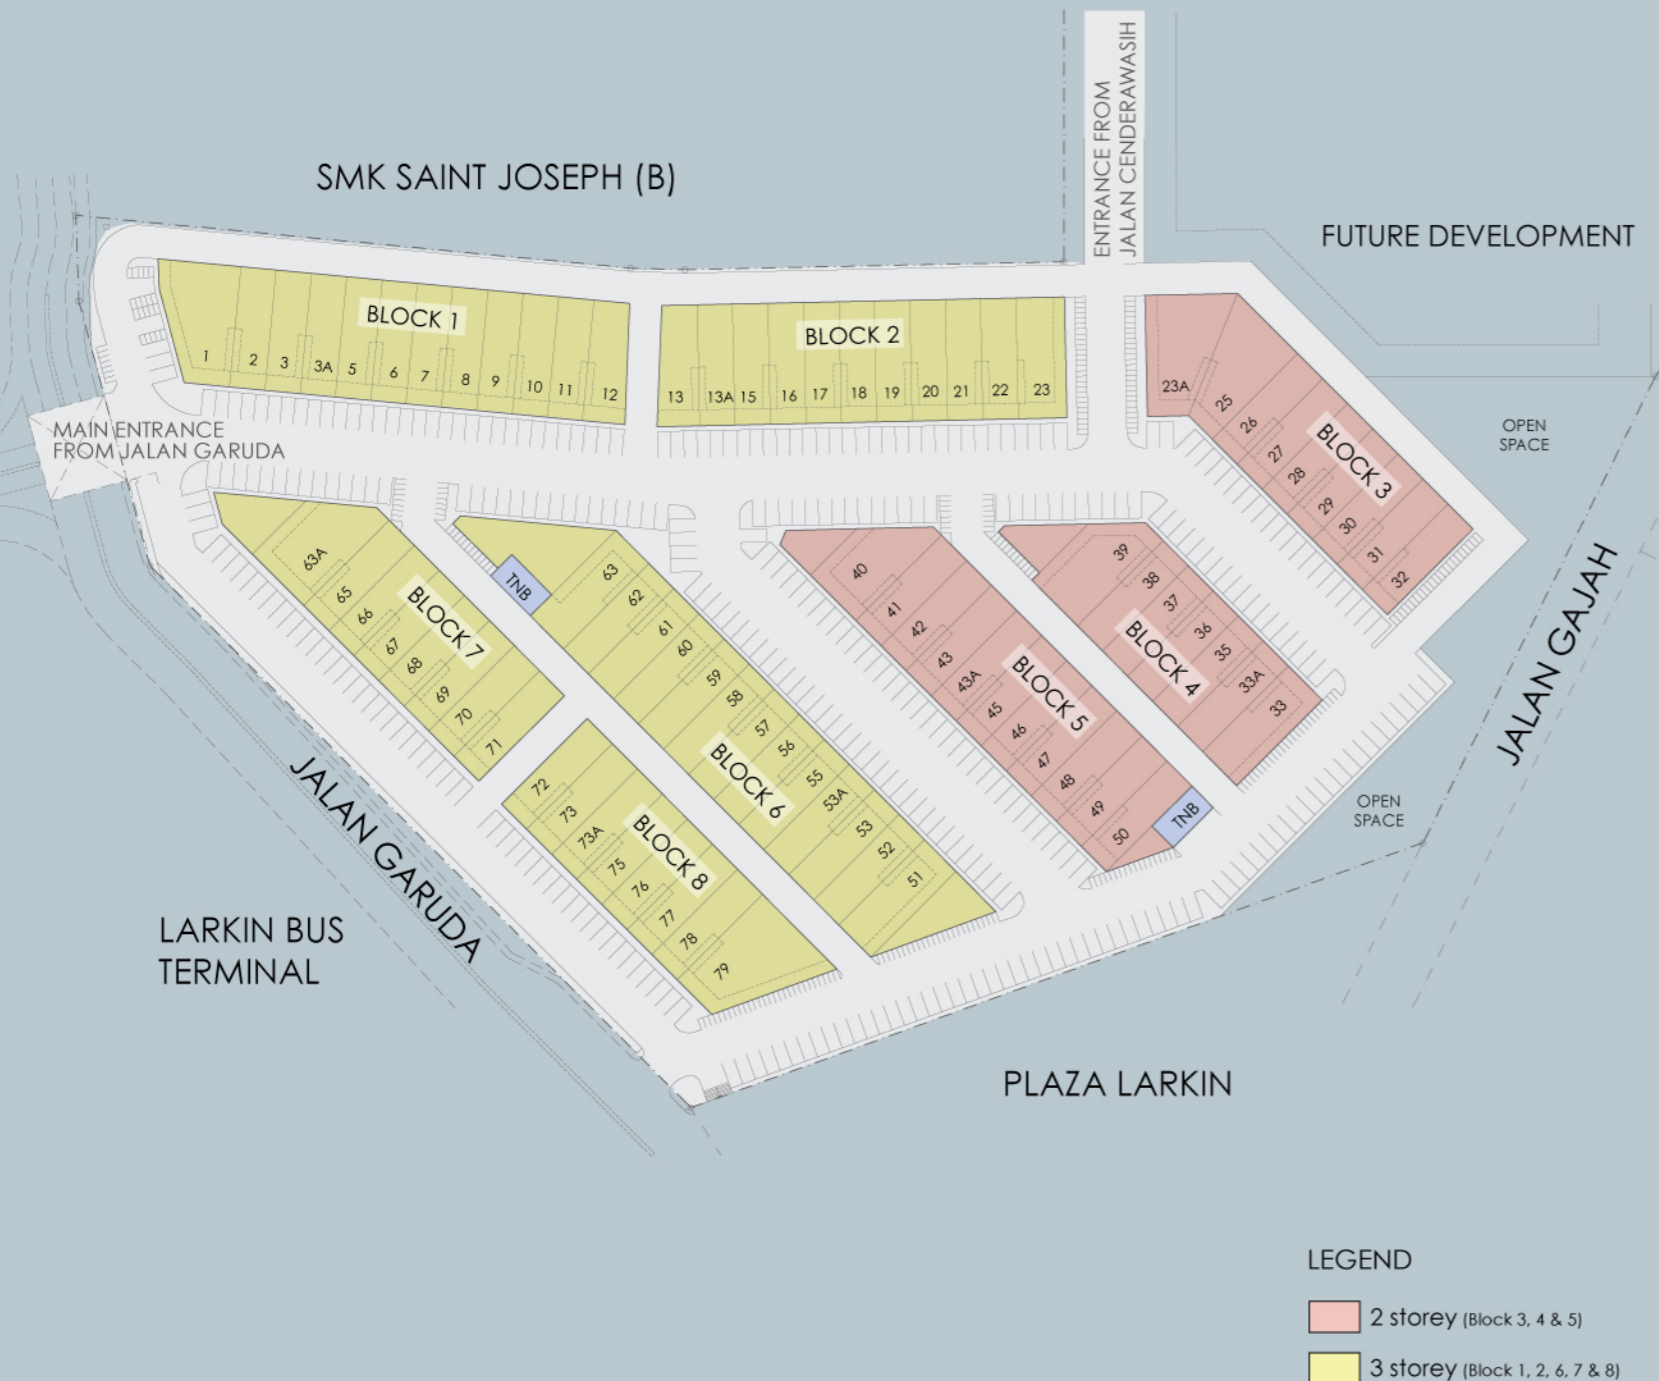 ENTRANCE FROM
JALAN CENDERAWASIH
SMK SAINT JOSEPH (B)
FUTURE DEVELOPMENT
BLOCK 1
1
2
3
3A
5
6
7
8
9
10
11
12
BLOCK 2
13
13A
15
16
17
18
19
20
21
22
23
23A
25
26
27
28
29
30
31
32
BLOCK 3
OPEN
SPACE
MAIN ENTRANCE
FROM JALAN GARUDA
63A
65
66
67
68
69
70
71
BLOCK 7
TNB
63
62
61
60
59
58
57
56
55
53A
53
52
51
BLOCK 6
40
41
42
43
43A
45
46
47
48
49
50
BLOCK 5
TNB
39
38
37
36
35
33A
33
BLOCK 4
JALAN GAJAH
72
73
73A
75
76
77
78
79
BLOCK 8
JALAN GARUDA
OPEN
SPACE
LARKIN BUS
TERMINAL
PLAZA LARKIN
LEGEND
2 storey (Block 3, 4 & 5)
3 storey (Block 1, 2, 6, 7 & 8)